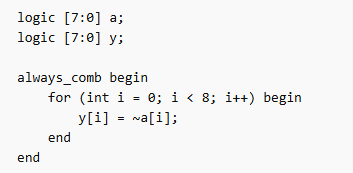 logic [7:0] a;
logic [7:0] y;

always_comb begin
    for (int i = 0; i < 8; i++) begin
        y[i] = ~a[i];
    end
end